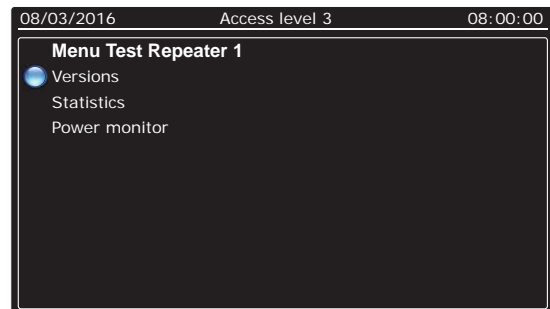 08/03/2016 Access level 3 08:00:00
Menu Test Repeater 1
Versions
Statistics
Power monitor